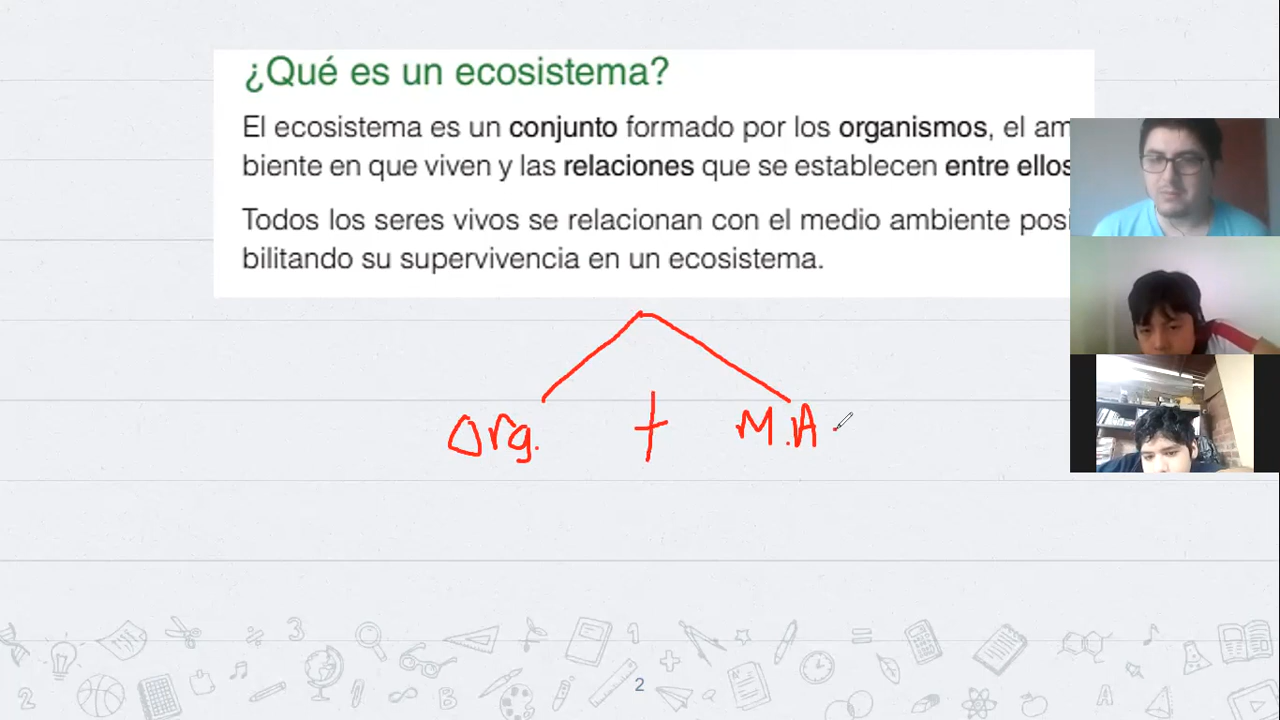 ¿Qué es un ecosistema?
El ecosistema es un conjunto formado por los organismos, el am
biente en que viven y las relaciones que se establecen entre ellos
Todos los seres vivos se relacionan con el medio ambiente posi
bilitando su supervivencia en un ecosistema.
Org. + M.A.
2